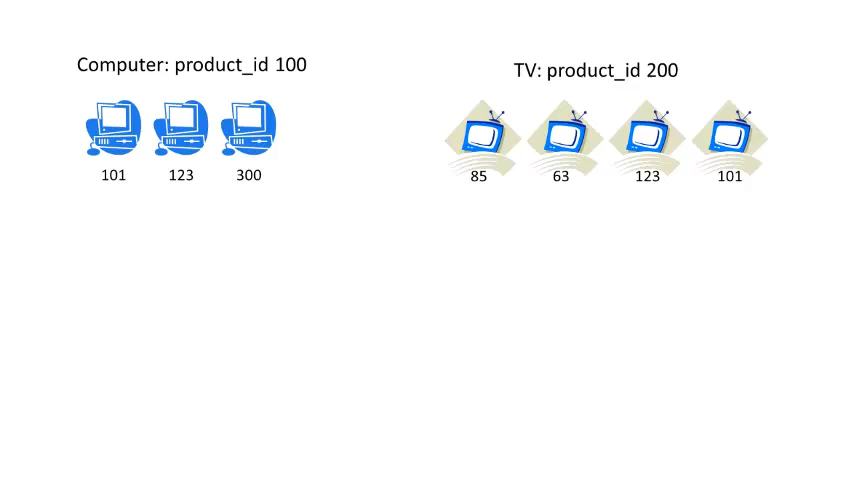 Computer: product_id 100
TV: product_id 200
101 123 300
85 63 123 101